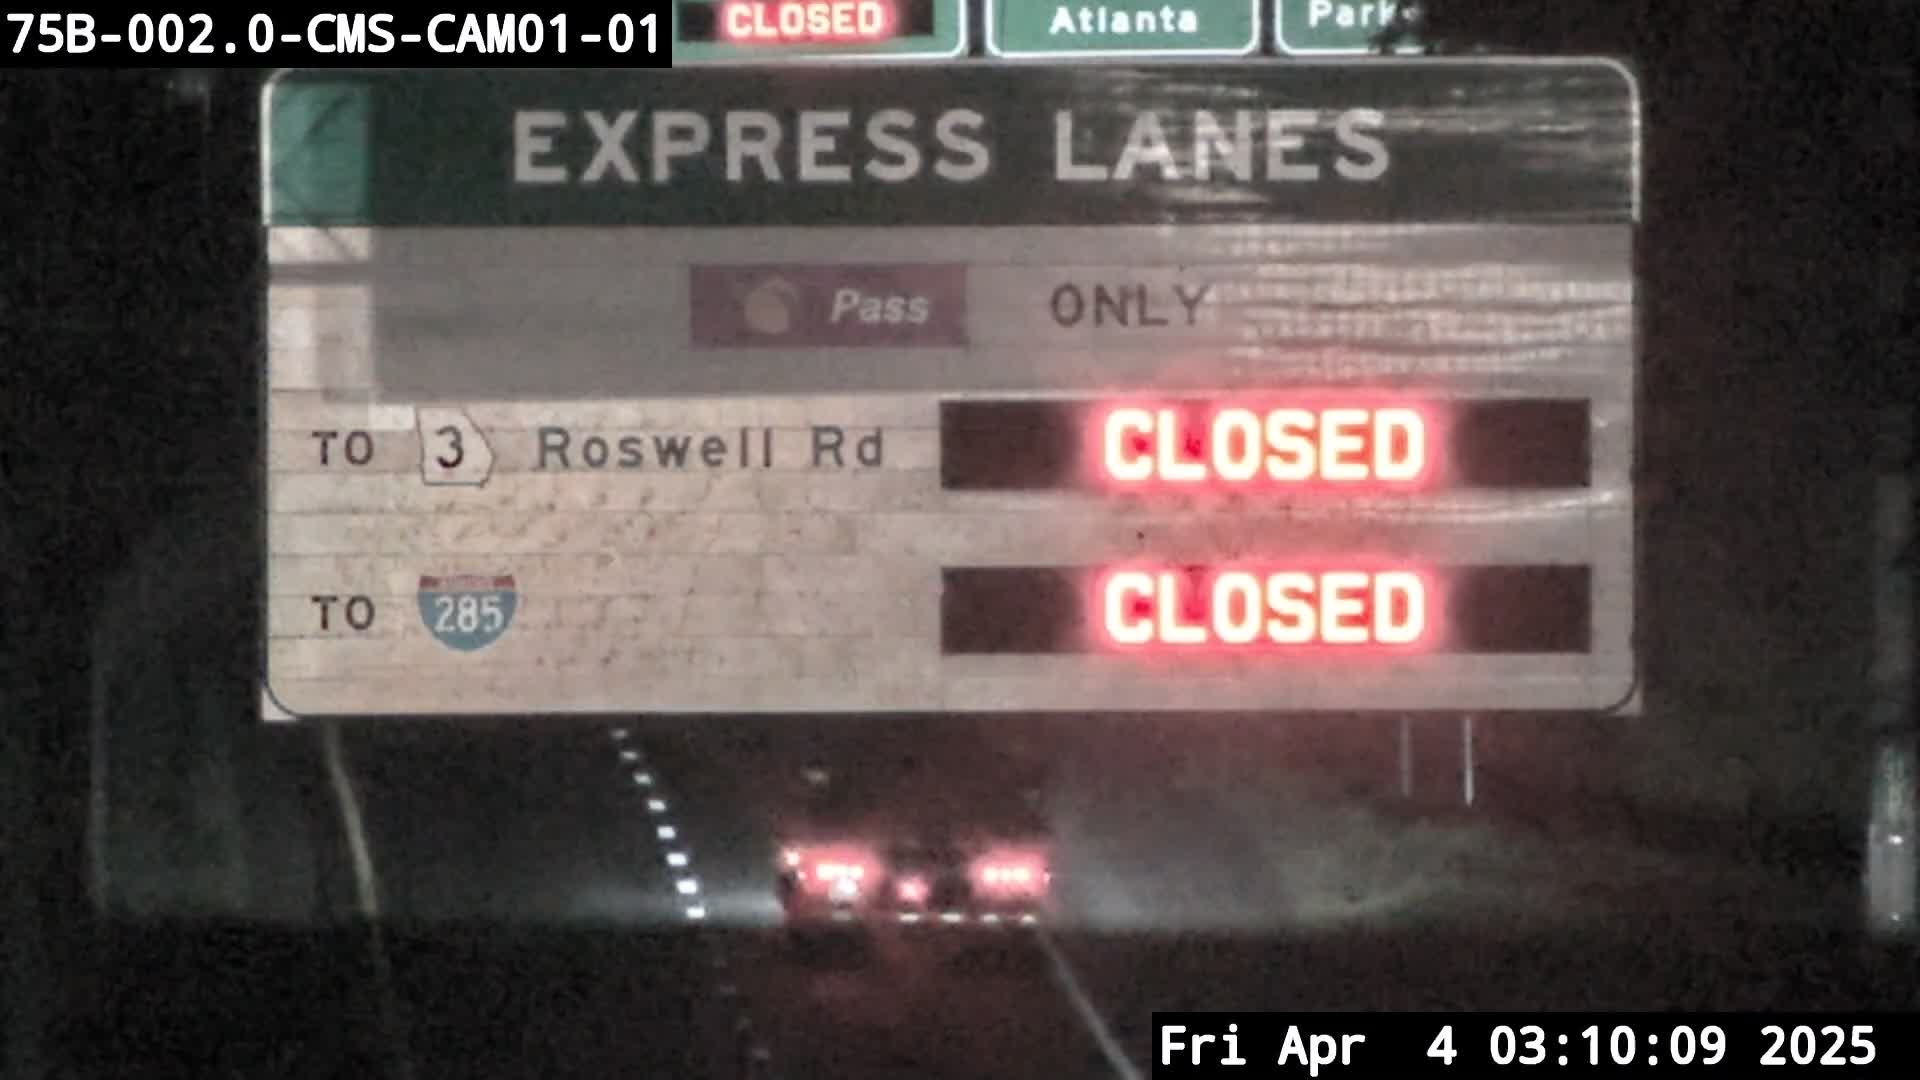 75B-002.0-CMS-CAM01-01
CLOSED
Atlanta
Park
EXPRESS LANES
Pass ONLY
TO 3 Roswell Rd CLOSED
TO 285 CLOSED
Fri Apr 4 03:10:09 2025